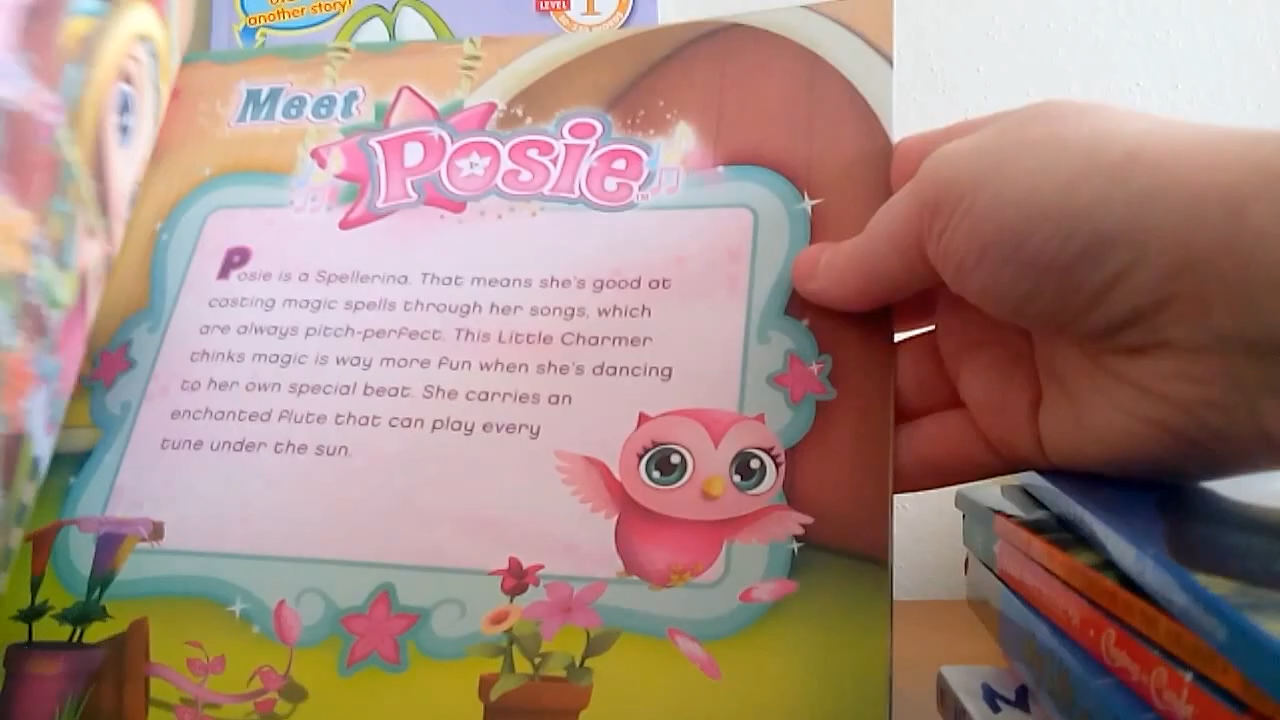 another story!
LEVEL
1
Meet
Posie™
Posie is a Spellerina. That means she's good at
casting magic spells through her songs, which
are always pitch-perfect. This Little Charmer
thinks magic is way more fun when she's dancing
to her own special beat. She carries an
enchanted flute that can play every
tune under the sun.
N